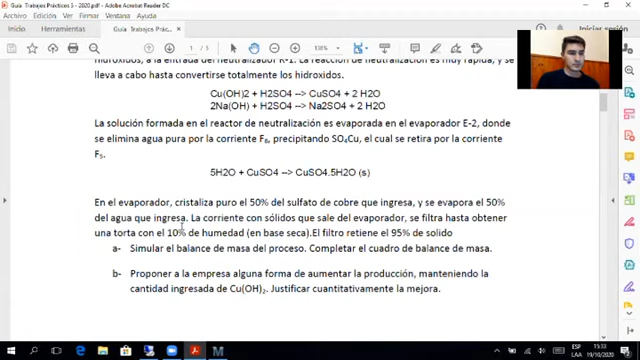 Guía Trabajos Prácticos 5 - 2020.pdf - Adobe Acrobat Reader DC
Archivo Edición Ver Firmar Ventana Ayuda
Inicio Herramientas Guía Trabajos Práct... × Iniciar sesión
1 / 5 138%
hidróxidos, a la entrada del neutralizador R-1. La reacción de neutralización es muy rápida, y se
lleva a cabo hasta convertirse totalmente los hidroxidos.
Cu(OH)2 + H2SO4 --> CuSO4 + 2 H2O
2Na(OH) + H2SO4 --> Na2SO4 + 2 H2O
La solución formada en el reactor de neutralización es evaporada en el evaporador E-2, donde
se elimina agua pura por la corriente F₆, precipitando SO₄Cu, el cual se retira por la corriente
F₅.
5H2O + CuSO4 --> CuSO4.5H2O (s)
En el evaporador, cristaliza puro el 50% del sulfato de cobre que ingresa, y se evapora el 50%
del agua que ingresa. La corriente con sólidos que sale del evaporador, se filtra hasta obtener
una torta con el 10% de humedad (en base seca). El filtro retiene el 95% de solido
a- Simular el balance de masa del proceso. Completar el cuadro de balance de masa.
b- Proponer a la empresa alguna forma de aumentar la producción, manteniendo la
cantidad ingresada de Cu(OH)₂. Justificar cuantitativamente la mejora.
ESP 15:33
LAA